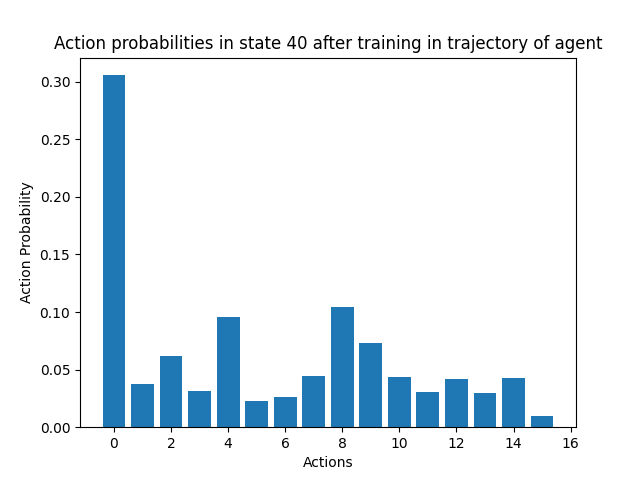 Action probabilities in state 40 after training in trajectory of agent
0.30
0.25
0.20
0.15
0.10
0.05
0.00
Action Probability
0 2 4 6 8 10 12 14 16
Actions